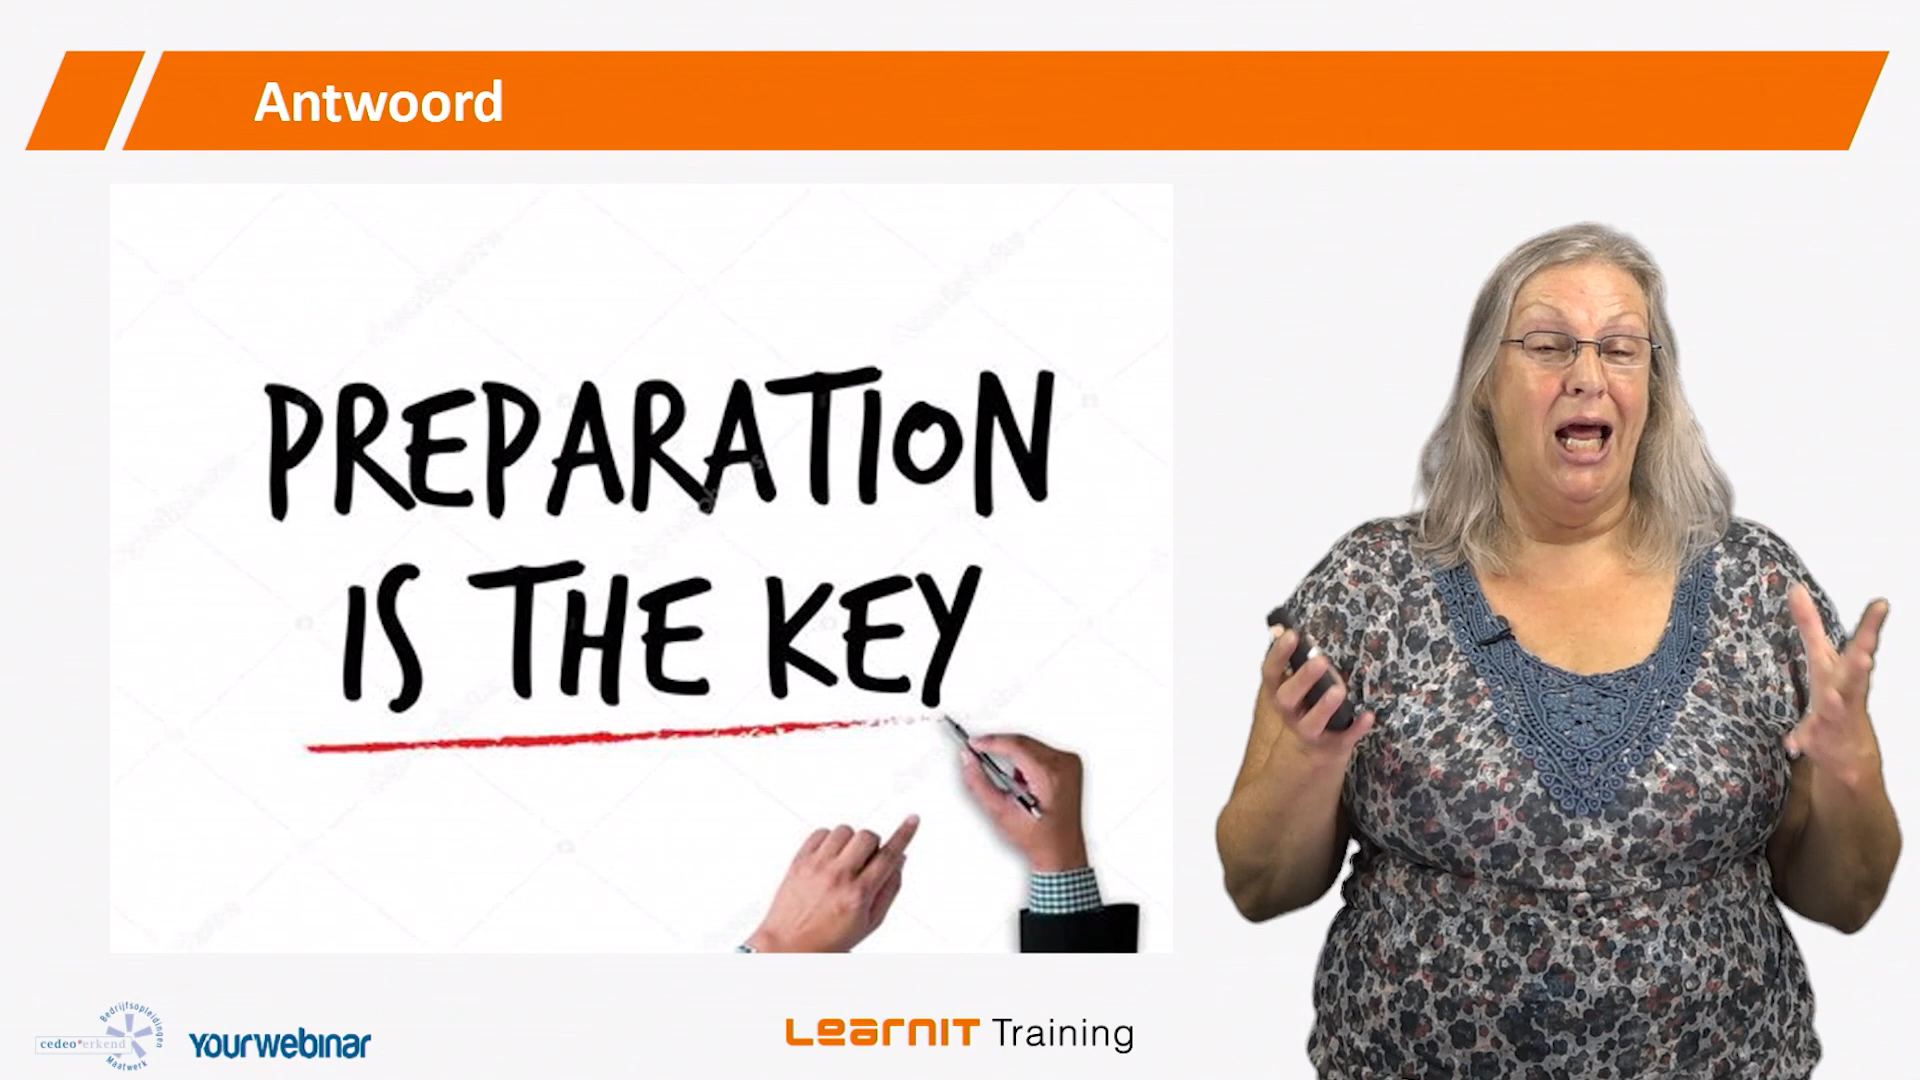 Antwoord
PREPARATION
IS THE KEY
Bedrijfsopleidingen
cedeo*erkend
Maatwerk
YOURWEBINAR
LearnIT Training